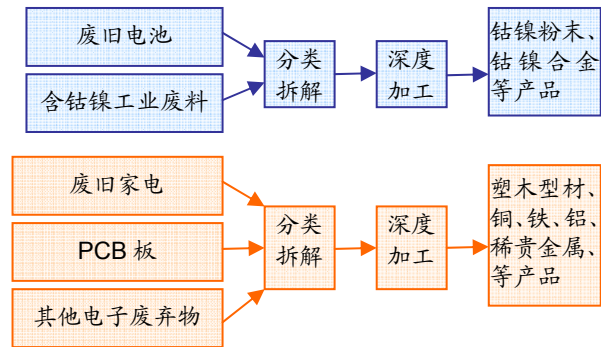 废旧电池
含钴镍工业废料
分类
拆解
深度
加工
钴镍粉末、
钴镍合金
等产品
废旧家电
PCB 板
其他电子废弃物
分类
拆解
深度
加工
塑木型材、
铜、铁、铝、
稀贵金属、
等产品